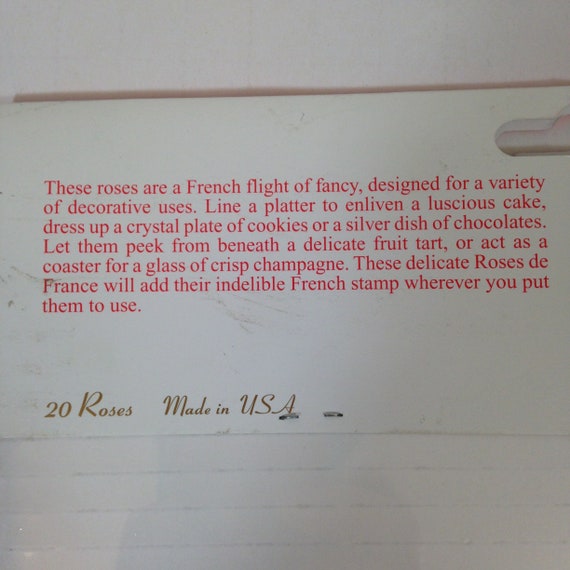 These roses are a French flight of fancy, designed for a variety
of decorative uses. Line a platter to enliven a luscious cake,
dress up a crystal plate of cookies or a silver dish of chocolates.
Let them peek from beneath a delicate fruit tart, or act as a
coaster for a glass of crisp champagne. These delicate Roses de
France will add their indelible French stamp wherever you put
them to use.
20 Roses Made in USA